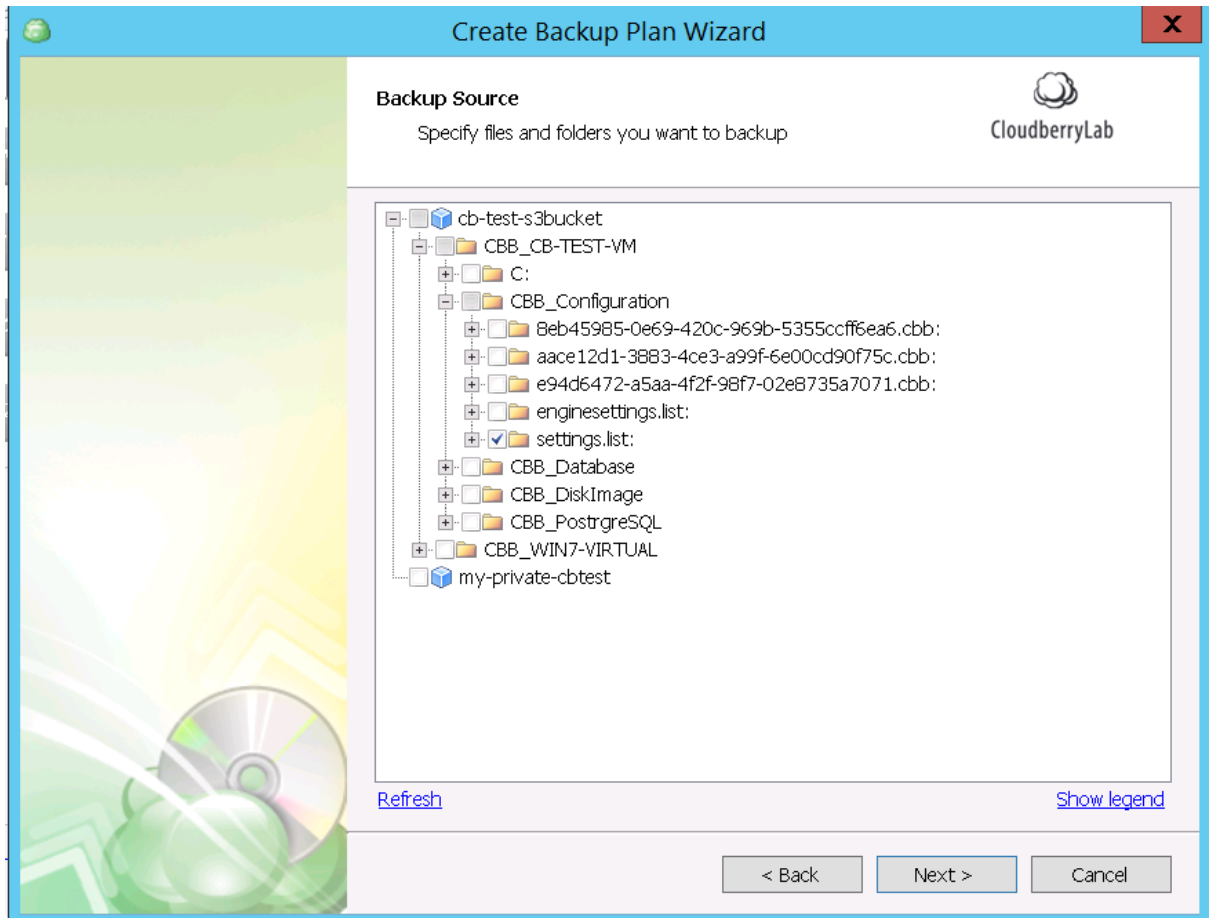 Create Backup Plan Wizard
X
Backup Source
Specify files and folders you want to backup
CloudberryLab
cb-test-s3bucket
CBB_CB-TEST-VM
C:
CBB_Configuration
8eb45985-0e69-420c-969b-5355ccff6ea6.cbb:
aace12d1-3883-4ce3-a99f-6e00cd90f75c.cbb:
e94d6472-a5aa-4f2f-98f7-02e8735a7071.cbb:
enginesettings.list:
settings.list:
CBB_Database
CBB_DiskImage
CBB_PostrgreSQL
CBB_WIN7-VIRTUAL
my-private-cbtest
Refresh
Show legend
< Back
Next >
Cancel